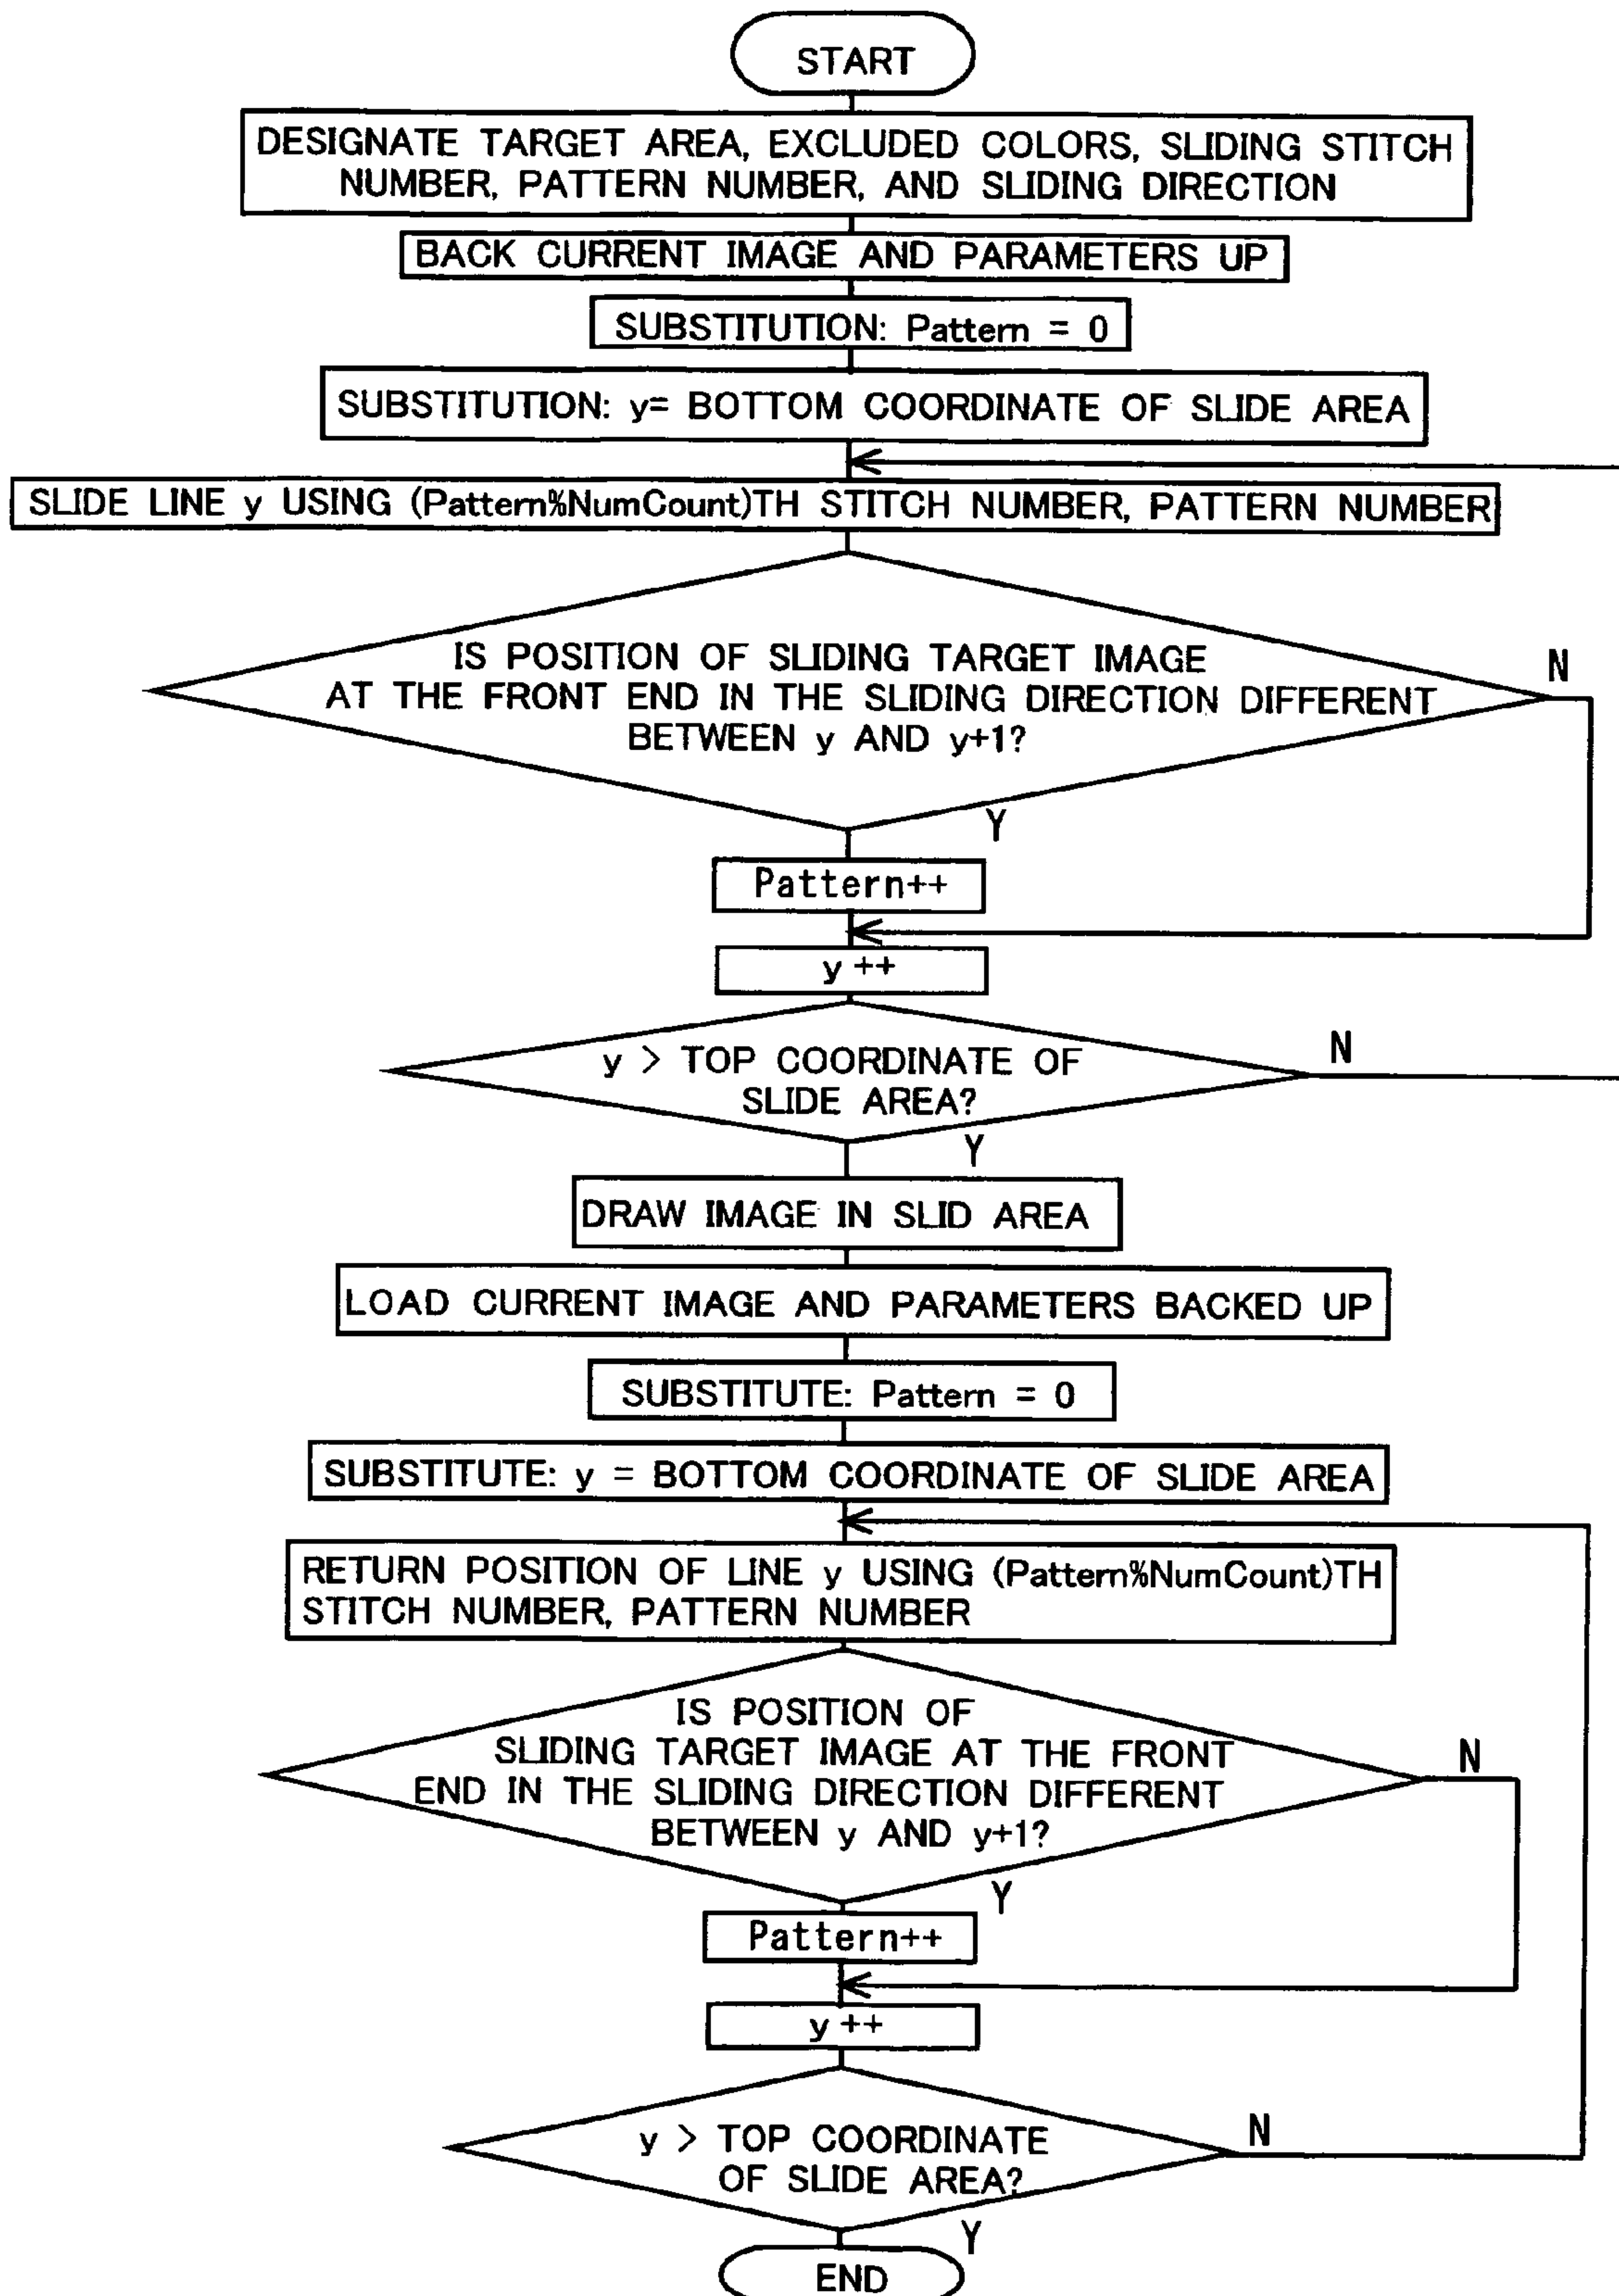 START
DESIGNATE TARGET AREA, EXCLUDED COLORS, SLIDING STITCH
NUMBER, PATTERN NUMBER, AND SLIDING DIRECTION
BACK CURRENT IMAGE AND PARAMETERS UP
SUBSTITUTION: Pattern = 0
SUBSTITUTION: y= BOTTOM COORDINATE OF SLIDE AREA
SLIDE LINE y USING (Pattern%NumCount)TH STITCH NUMBER, PATTERN NUMBER
IS POSITION OF SLIDING TARGET IMAGE
AT THE FRONT END IN THE SLIDING DIRECTION DIFFERENT
BETWEEN y AND y+1?
N
Y
Pattern++
y ++
y > TOP COORDINATE OF
SLIDE AREA?
N
Y
DRAW IMAGE IN SLID AREA
LOAD CURRENT IMAGE AND PARAMETERS BACKED UP
SUBSTITUTE: Pattern = 0
SUBSTITUTE: y = BOTTOM COORDINATE OF SLIDE AREA
RETURN POSITION OF LINE y USING (Pattern%NumCount)TH
STITCH NUMBER, PATTERN NUMBER
IS POSITION OF
SLIDING TARGET IMAGE AT THE FRONT
END IN THE SLIDING DIRECTION DIFFERENT
BETWEEN y AND y+1?
N
Y
Pattern++
y ++
y > TOP COORDINATE
OF SLIDE AREA?
N
Y
END